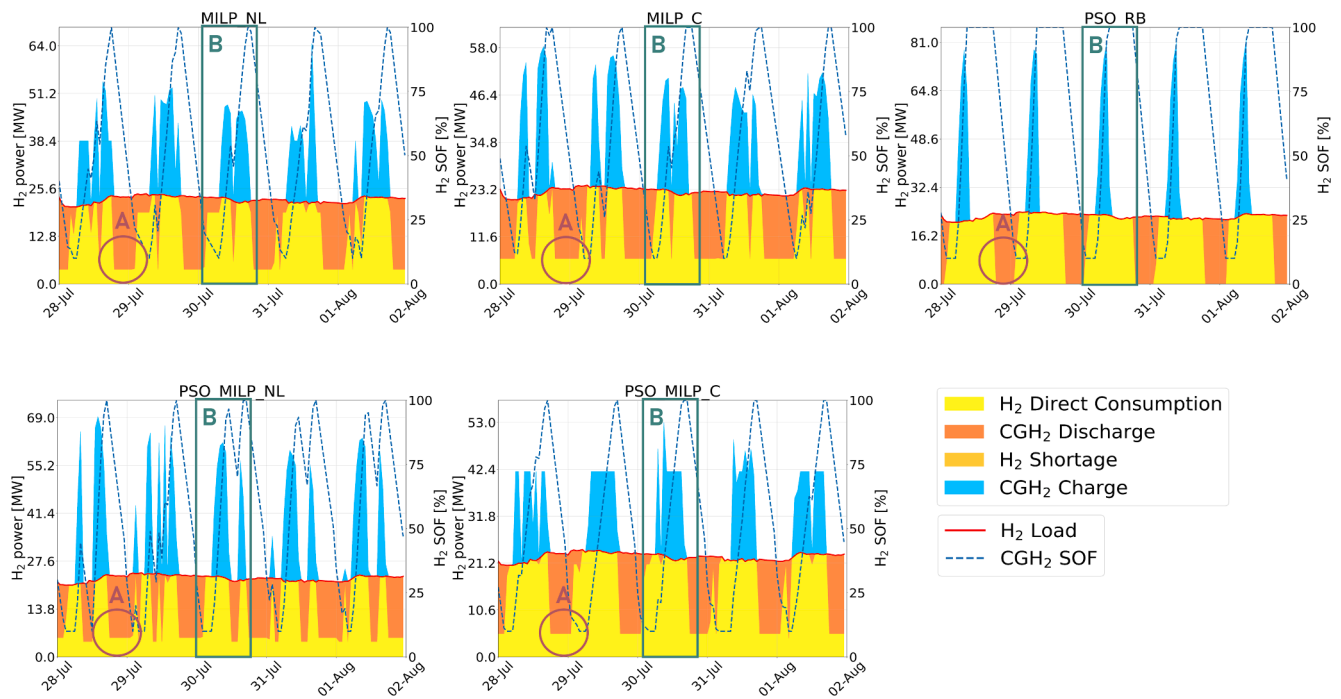 MILP_NL
H₂ power [MW]
64.0
51.2
38.4
25.6
12.8
0.0
100
75
50
25
0
H₂ SOF [%]
28-Jul
29-Jul
30-Jul
31-Jul
01-Aug
02-Aug
A
B
MILP_C
H₂ power [MW]
58.0
46.4
34.8
23.2
11.6
0.0
100
75
50
25
0
H₂ SOF [%]
28-Jul
29-Jul
30-Jul
31-Jul
01-Aug
02-Aug
A
B
PSO_RB
H₂ power [MW]
81.0
64.8
48.6
32.4
16.2
0.0
100
75
50
25
0
H₂ SOF [%]
28-Jul
29-Jul
30-Jul
31-Jul
01-Aug
02-Aug
A
B
PSO_MILP_NL
H₂ power [MW]
69.0
55.2
41.4
27.6
13.8
0.0
100
75
50
25
0
H₂ SOF [%]
28-Jul
29-Jul
30-Jul
31-Jul
01-Aug
02-Aug
A
B
PSO_MILP_C
H₂ power [MW]
53.0
42.4
31.8
21.2
10.6
0.0
100
75
50
25
0
H₂ SOF [%]
28-Jul
29-Jul
30-Jul
31-Jul
01-Aug
02-Aug
A
B
H₂ Direct Consumption
CGH₂ Discharge
H₂ Shortage
CGH₂ Charge
H₂ Load
CGH₂ SOF